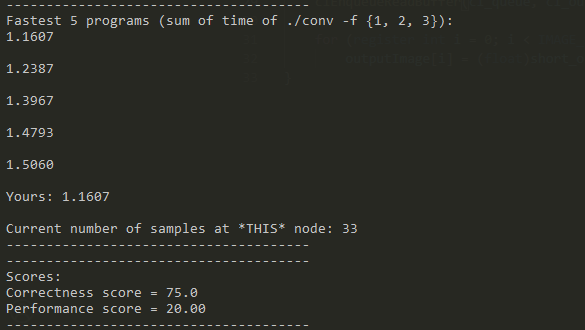 ---------------------------------------
Fastest 5 programs (sum of time of ./conv -f {1, 2, 3}):
1.1607
1.2387
1.3967
1.4793
1.5060
Yours: 1.1607
Current number of samples at *THIS* node: 33
---------------------------------------
---------------------------------------
Scores:
Correctness score = 75.0
Performance score = 20.00
---------------------------------------